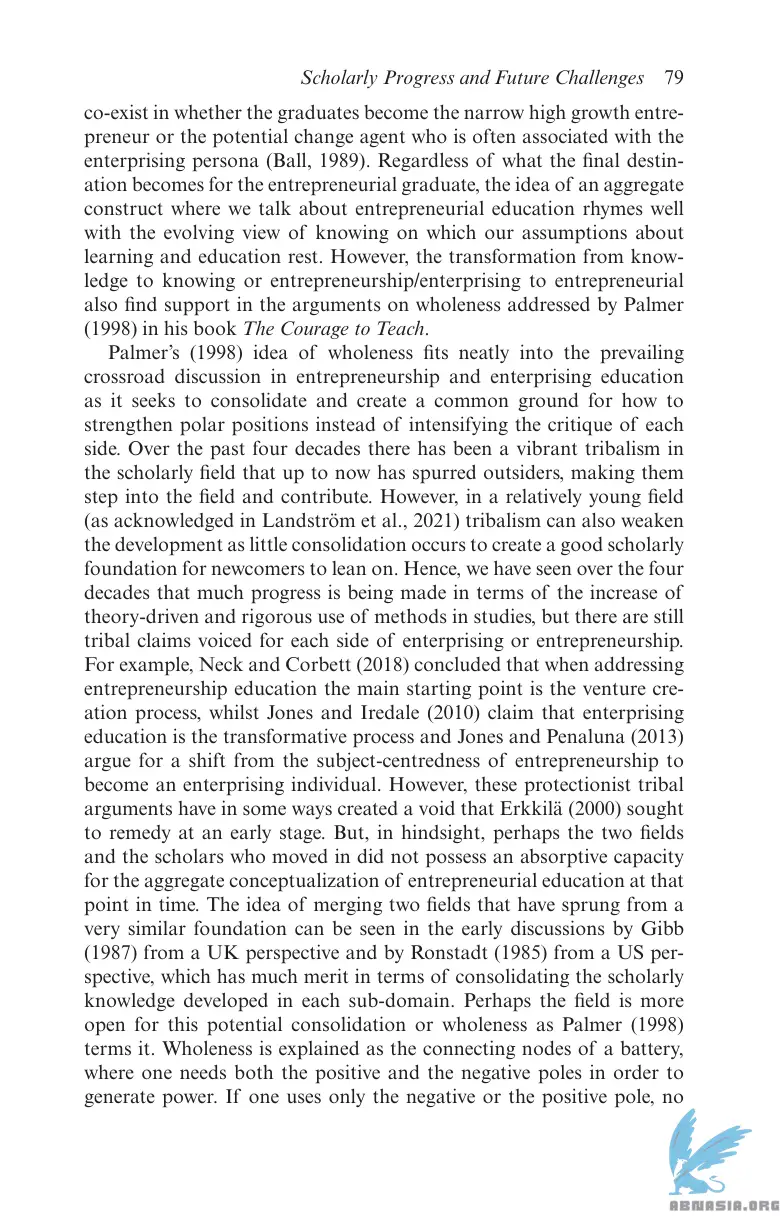 Scholarly Progress and Future Challenges 79
co-exist in whether the graduates become the narrow high growth entre-
preneur or the potential change agent who is often associated with the
enterprising persona (Ball, 1989). Regardless of what the final destin-
ation becomes for the entrepreneurial graduate, the idea of an aggregate
construct where we talk about entrepreneurial education rhymes well
with the evolving view of knowing on which our assumptions about
learning and education rest. However, the transformation from know-
ledge to knowing or entrepreneurship/enterprising to entrepreneurial
also find support in the arguments on wholeness addressed by Palmer
(1998) in his book The Courage to Teach.
Palmer’s (1998) idea of wholeness fits neatly into the prevailing
crossroad discussion in entrepreneurship and enterprising education
as it seeks to consolidate and create a common ground for how to
strengthen polar positions instead of intensifying the critique of each
side. Over the past four decades there has been a vibrant tribalism in
the scholarly field that up to now has spurred outsiders, making them
step into the field and contribute. However, in a relatively young field
(as acknowledged in Landström et al., 2021) tribalism can also weaken
the development as little consolidation occurs to create a good scholarly
foundation for newcomers to lean on. Hence, we have seen over the four
decades that much progress is being made in terms of the increase of
theory-driven and rigorous use of methods in studies, but there are still
tribal claims voiced for each side of enterprising or entrepreneurship.
For example, Neck and Corbett (2018) concluded that when addressing
entrepreneurship education the main starting point is the venture cre-
ation process, whilst Jones and Iredale (2010) claim that enterprising
education is the transformative process and Jones and Penaluna (2013)
argue for a shift from the subject-centredness of entrepreneurship to
become an enterprising individual. However, these protectionist tribal
arguments have in some ways created a void that Erkkilä (2000) sought
to remedy at an early stage. But, in hindsight, perhaps the two fields
and the scholars who moved in did not possess an absorptive capacity
for the aggregate conceptualization of entrepreneurial education at that
point in time. The idea of merging two fields that have sprung from a
very similar foundation can be seen in the early discussions by Gibb
(1987) from a UK perspective and by Ronstadt (1985) from a US per-
spective, which has much merit in terms of consolidating the scholarly
knowledge developed in each sub-domain. Perhaps the field is more
open for this potential consolidation or wholeness as Palmer (1998)
terms it. Wholeness is explained as the connecting nodes of a battery,
where one needs both the positive and the negative poles in order to
generate power. If one uses only the negative or the positive pole, no
ABNASIA.ORG